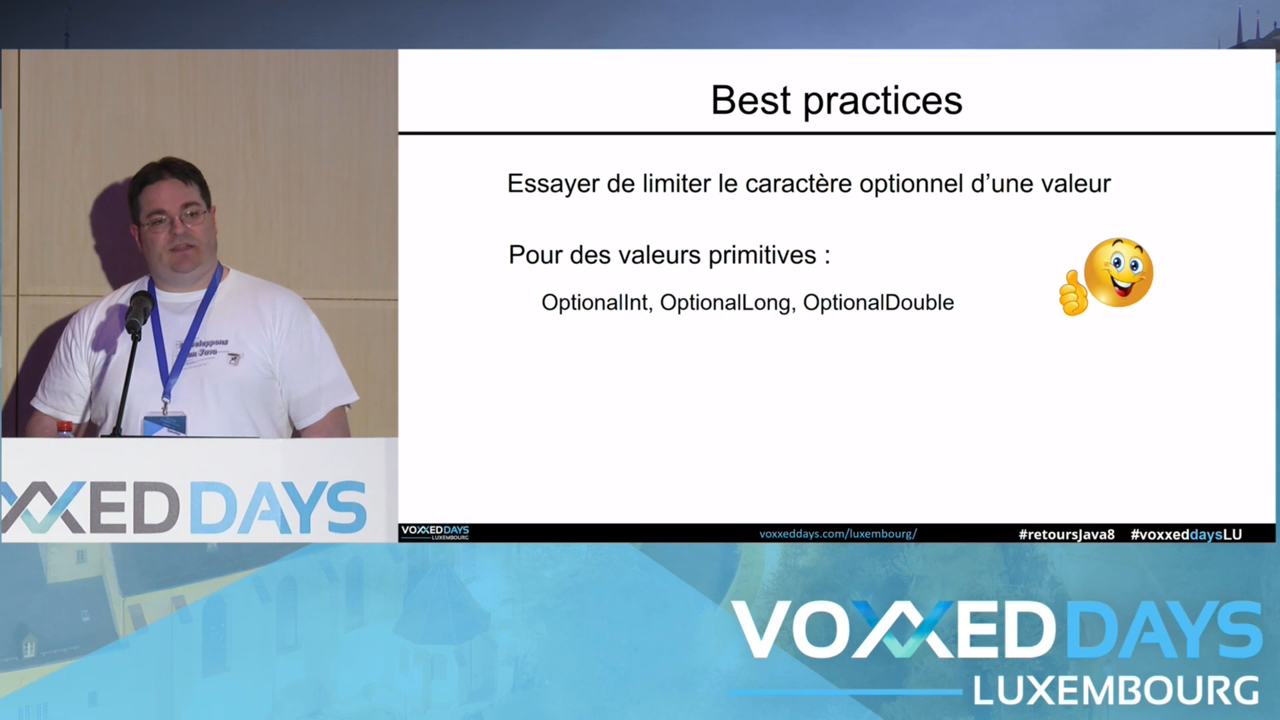 Best practices
Essayer de limiter le caractère optionnel d’une valeur
Pour des valeurs primitives :
OptionalInt, OptionalLong, OptionalDouble
XXED DAYS
VOXXED DAYS
LUXEMBOURG
voxxeddays.com/luxembourg/
#retoursJava8
#voxxeddaysLU
VOXXED DAYS
LUXEMBOURG